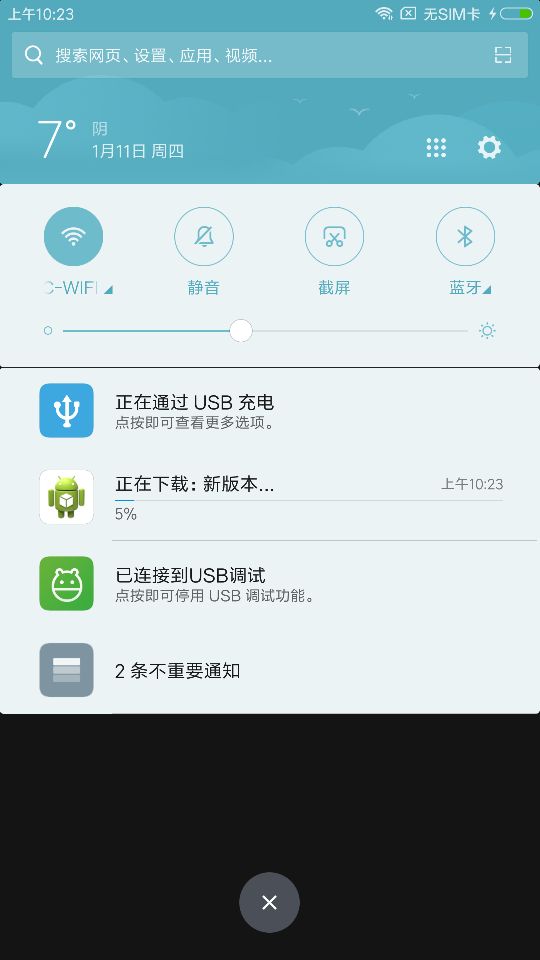 上午10:23
无SIM卡
搜索网页、设置、应用、视频...
7°
阴
1月11日 周四
C-WIFI
静音
截屏
蓝牙
正在通过 USB 充电
点按即可查看更多选项。
正在下载：新版本...
上午10:23
5%
已连接到USB调试
点按即可停用 USB 调试功能。
2 条不重要通知